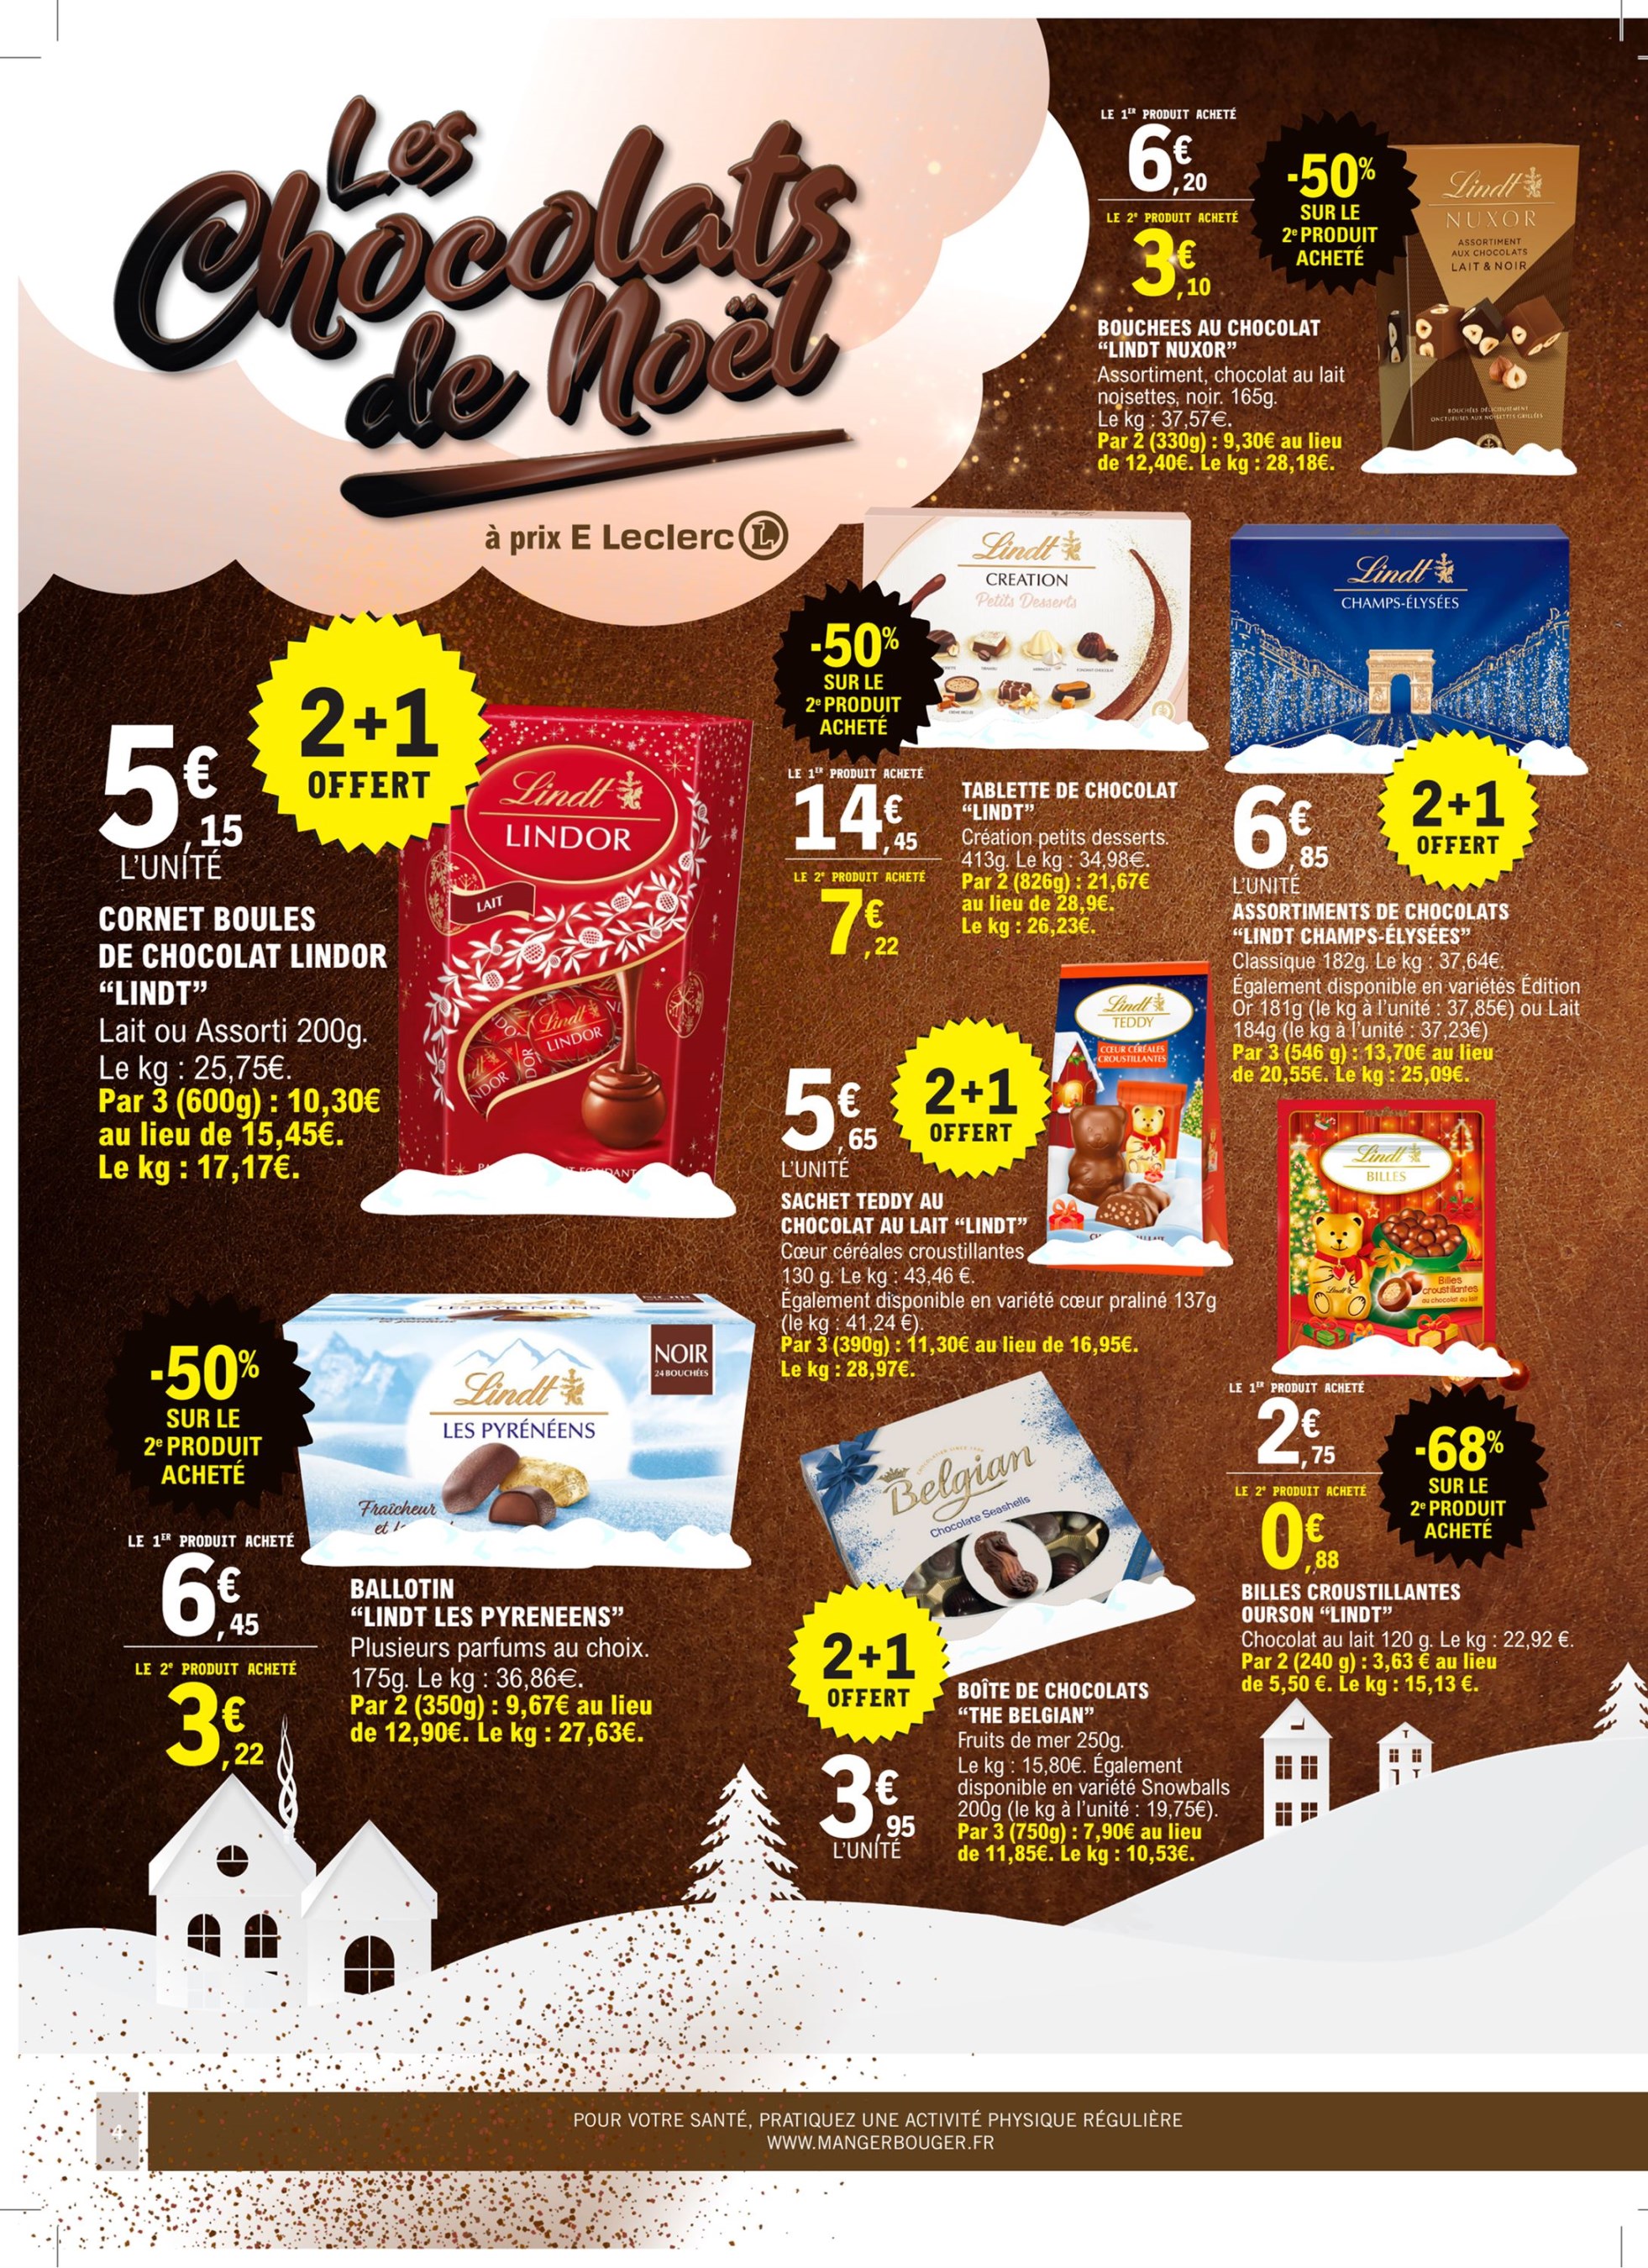 Les
Chocolats
de Noël
à prix E Leclerc L
LE 1ER PRODUIT ACHETÉ
6€,20
LE 2e PRODUIT ACHETÉ
3€,10
-50%
SUR LE
2e PRODUIT
ACHETÉ
Lindt
NUXOR
ASSORTIMENT
AUX CHOCOLATS
LAIT & NOIR
BOUCHÉES DÉLICIEUSEMENT
ONCTUEUSES AUX NOISETTES GRILLÉES
BOUCHEES AU CHOCOLAT
“LINDT NUXOR”
Assortiment, chocolat au lait
noisettes, noir. 165g.
Le kg : 37,57€.
Par 2 (330g) : 9,30€ au lieu
de 12,40€. Le kg : 28,18€.
2+1
OFFERT
5€,15
L’UNITÉ
CORNET BOULES
DE CHOCOLAT LINDOR
“LINDT”
Lait ou Assorti 200g.
Le kg : 25,75€.
Par 3 (600g) : 10,30€
au lieu de 15,45€.
Le kg : 17,17€.
Lindt
LINDOR
LAIT
Lindt
LINDOR
Lindt
CREATION
Petits Desserts
-50%
SUR LE
2e PRODUIT
ACHETÉ
LE 1ER PRODUIT ACHETÉ
14€,45
LE 2e PRODUIT ACHETÉ
7€,22
TABLETTE DE CHOCOLAT
“LINDT”
Création petits desserts.
413g. Le kg : 34,98€.
Par 2 (826g) : 21,67€
au lieu de 28,9€.
Le kg : 26,23€.
Lindt
CHAMPS-ÉLYSÉES
2+1
OFFERT
6€,85
L’UNITÉ
ASSORTIMENTS DE CHOCOLATS
“LINDT CHAMPS-ÉLYSÉES”
Classique 182g. Le kg : 37,64€.
Également disponible en variétés Édition
Or 181g (le kg à l’unité : 37,85€) ou Lait
184g (le kg à l’unité : 37,23€)
Par 3 (546 g) : 13,70€ au lieu
de 20,55€. Le kg : 25,09€.
Lindt
TEDDY
CŒUR CÉRÉALES
CROUSTILLANTES
2+1
OFFERT
5€,65
L’UNITÉ
SACHET TEDDY AU
CHOCOLAT AU LAIT “LINDT”
Cœur céréales croustillantes
130 g. Le kg : 43,46 €.
Également disponible en variété cœur praliné 137g
(le kg : 41,24 €).
Par 3 (390g) : 11,30€ au lieu de 16,95€.
Le kg : 28,97€.
Lindt
BILLES
Billes
croustillantes
au chocolat au lait
LE 1ER PRODUIT ACHETÉ
2€,75
LE 2e PRODUIT ACHETÉ
0€,88
-68%
SUR LE
2e PRODUIT
ACHETÉ
BILLES CROUSTILLANTES
OURSON “LINDT”
Chocolat au lait 120 g. Le kg : 22,92 €.
Par 2 (240 g) : 3,63 € au lieu
de 5,50 €. Le kg : 15,13 €.
-50%
SUR LE
2e PRODUIT
ACHETÉ
LES PYRÉNÉENS
NOIR
24 BOUCHÉES
Lindt
LES PYRÉNÉENS
Fraîcheur
LE 1ER PRODUIT ACHETÉ
6€,45
LE 2e PRODUIT ACHETÉ
3€,22
BALLOTIN
“LINDT LES PYRENEENS”
Plusieurs parfums au choix.
175g. Le kg : 36,86€.
Par 2 (350g) : 9,67€ au lieu
de 12,90€. Le kg : 27,63€.
Belgian
Chocolate Seashells
2+1
OFFERT
3€,95
L’UNITÉ
BOÎTE DE CHOCOLATS
“THE BELGIAN”
Fruits de mer 250g.
Le kg : 15,80€. Également
disponible en variété Snowballs
200g (le kg à l’unité : 19,75€).
Par 3 (750g) : 7,90€ au lieu
de 11,85€. Le kg : 10,53€.
4
POUR VOTRE SANTÉ, PRATIQUEZ UNE ACTIVITÉ PHYSIQUE RÉGULIÈRE
WWW.MANGERBOUGER.FR